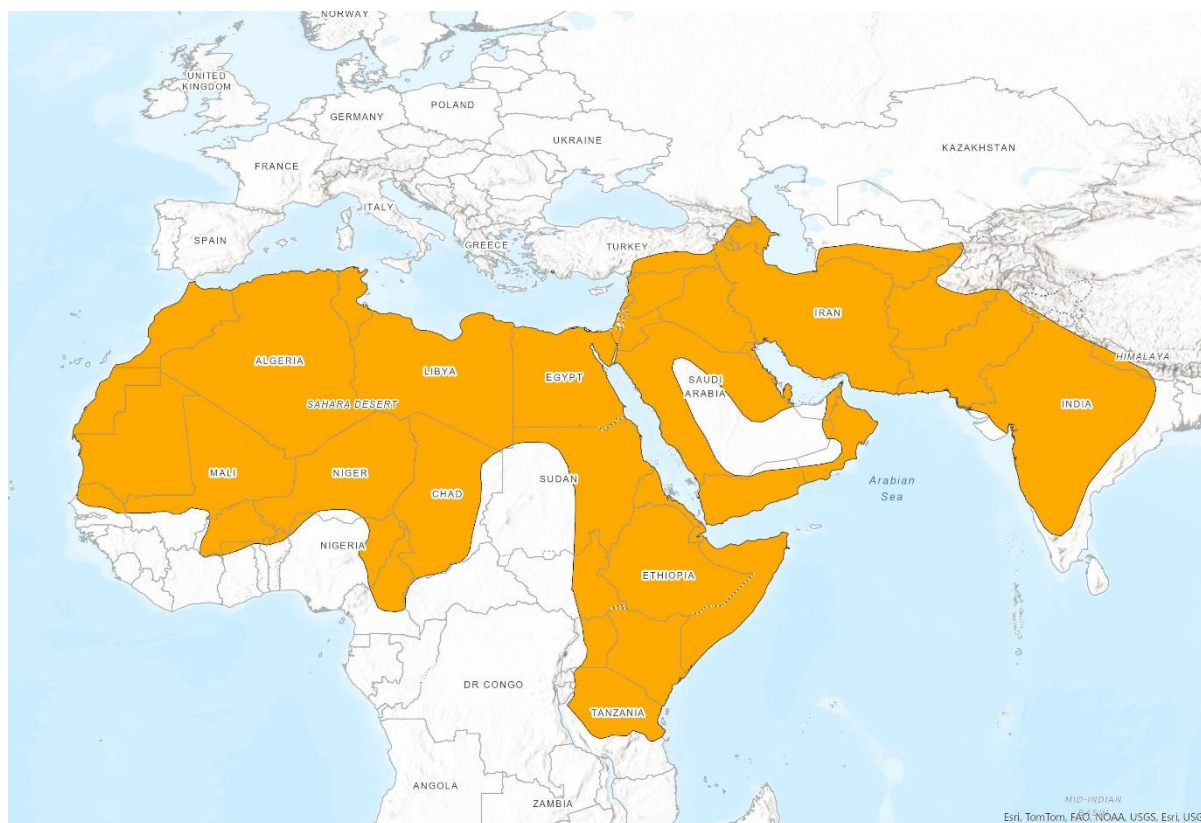 NORWAY
UNITED
KINGDOM
POLAND
GERMANY
UKRAINE
KAZAKHSTAN
FRANCE
ITALY
SPAIN
GREECE
TURKEY
IRAN
HIMALAYA
ALGERIA
LIBYA
EGYPT
SAUDI
ARABIA
SAHARA DESERT
INDIA
MALI
NIGER
CHAD
SUDAN
Arabian
Sea
NIGERIA
ETHIOPIA
DR CONGO
TANZANIA
ANGOLA
ZAMBIA
MID-INDIAN
Esri, TomTom, FAO, NOAA, USGS, Esri, USG